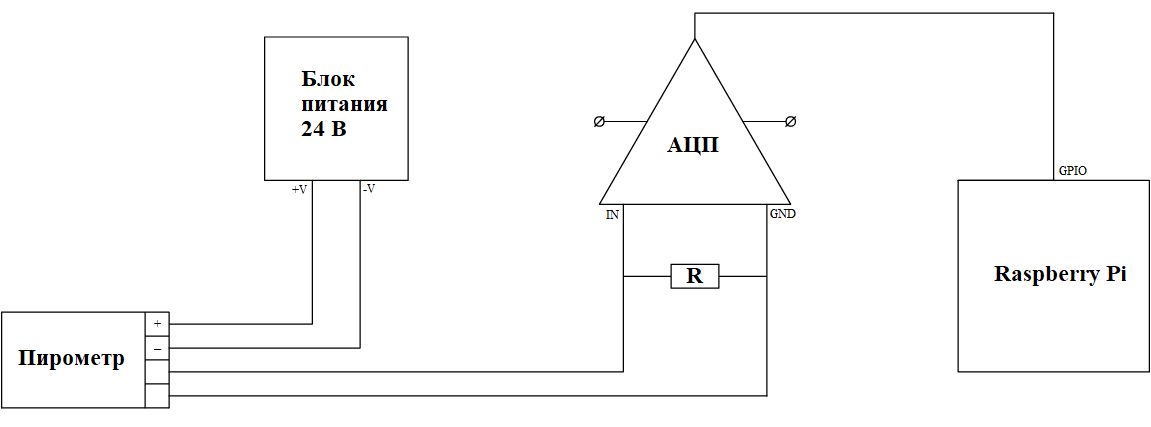 Блок
питания
24 В
+V
-V
АЦП
IN
GND
R
GPIO
Raspberry Pi
Пирометр
+
–